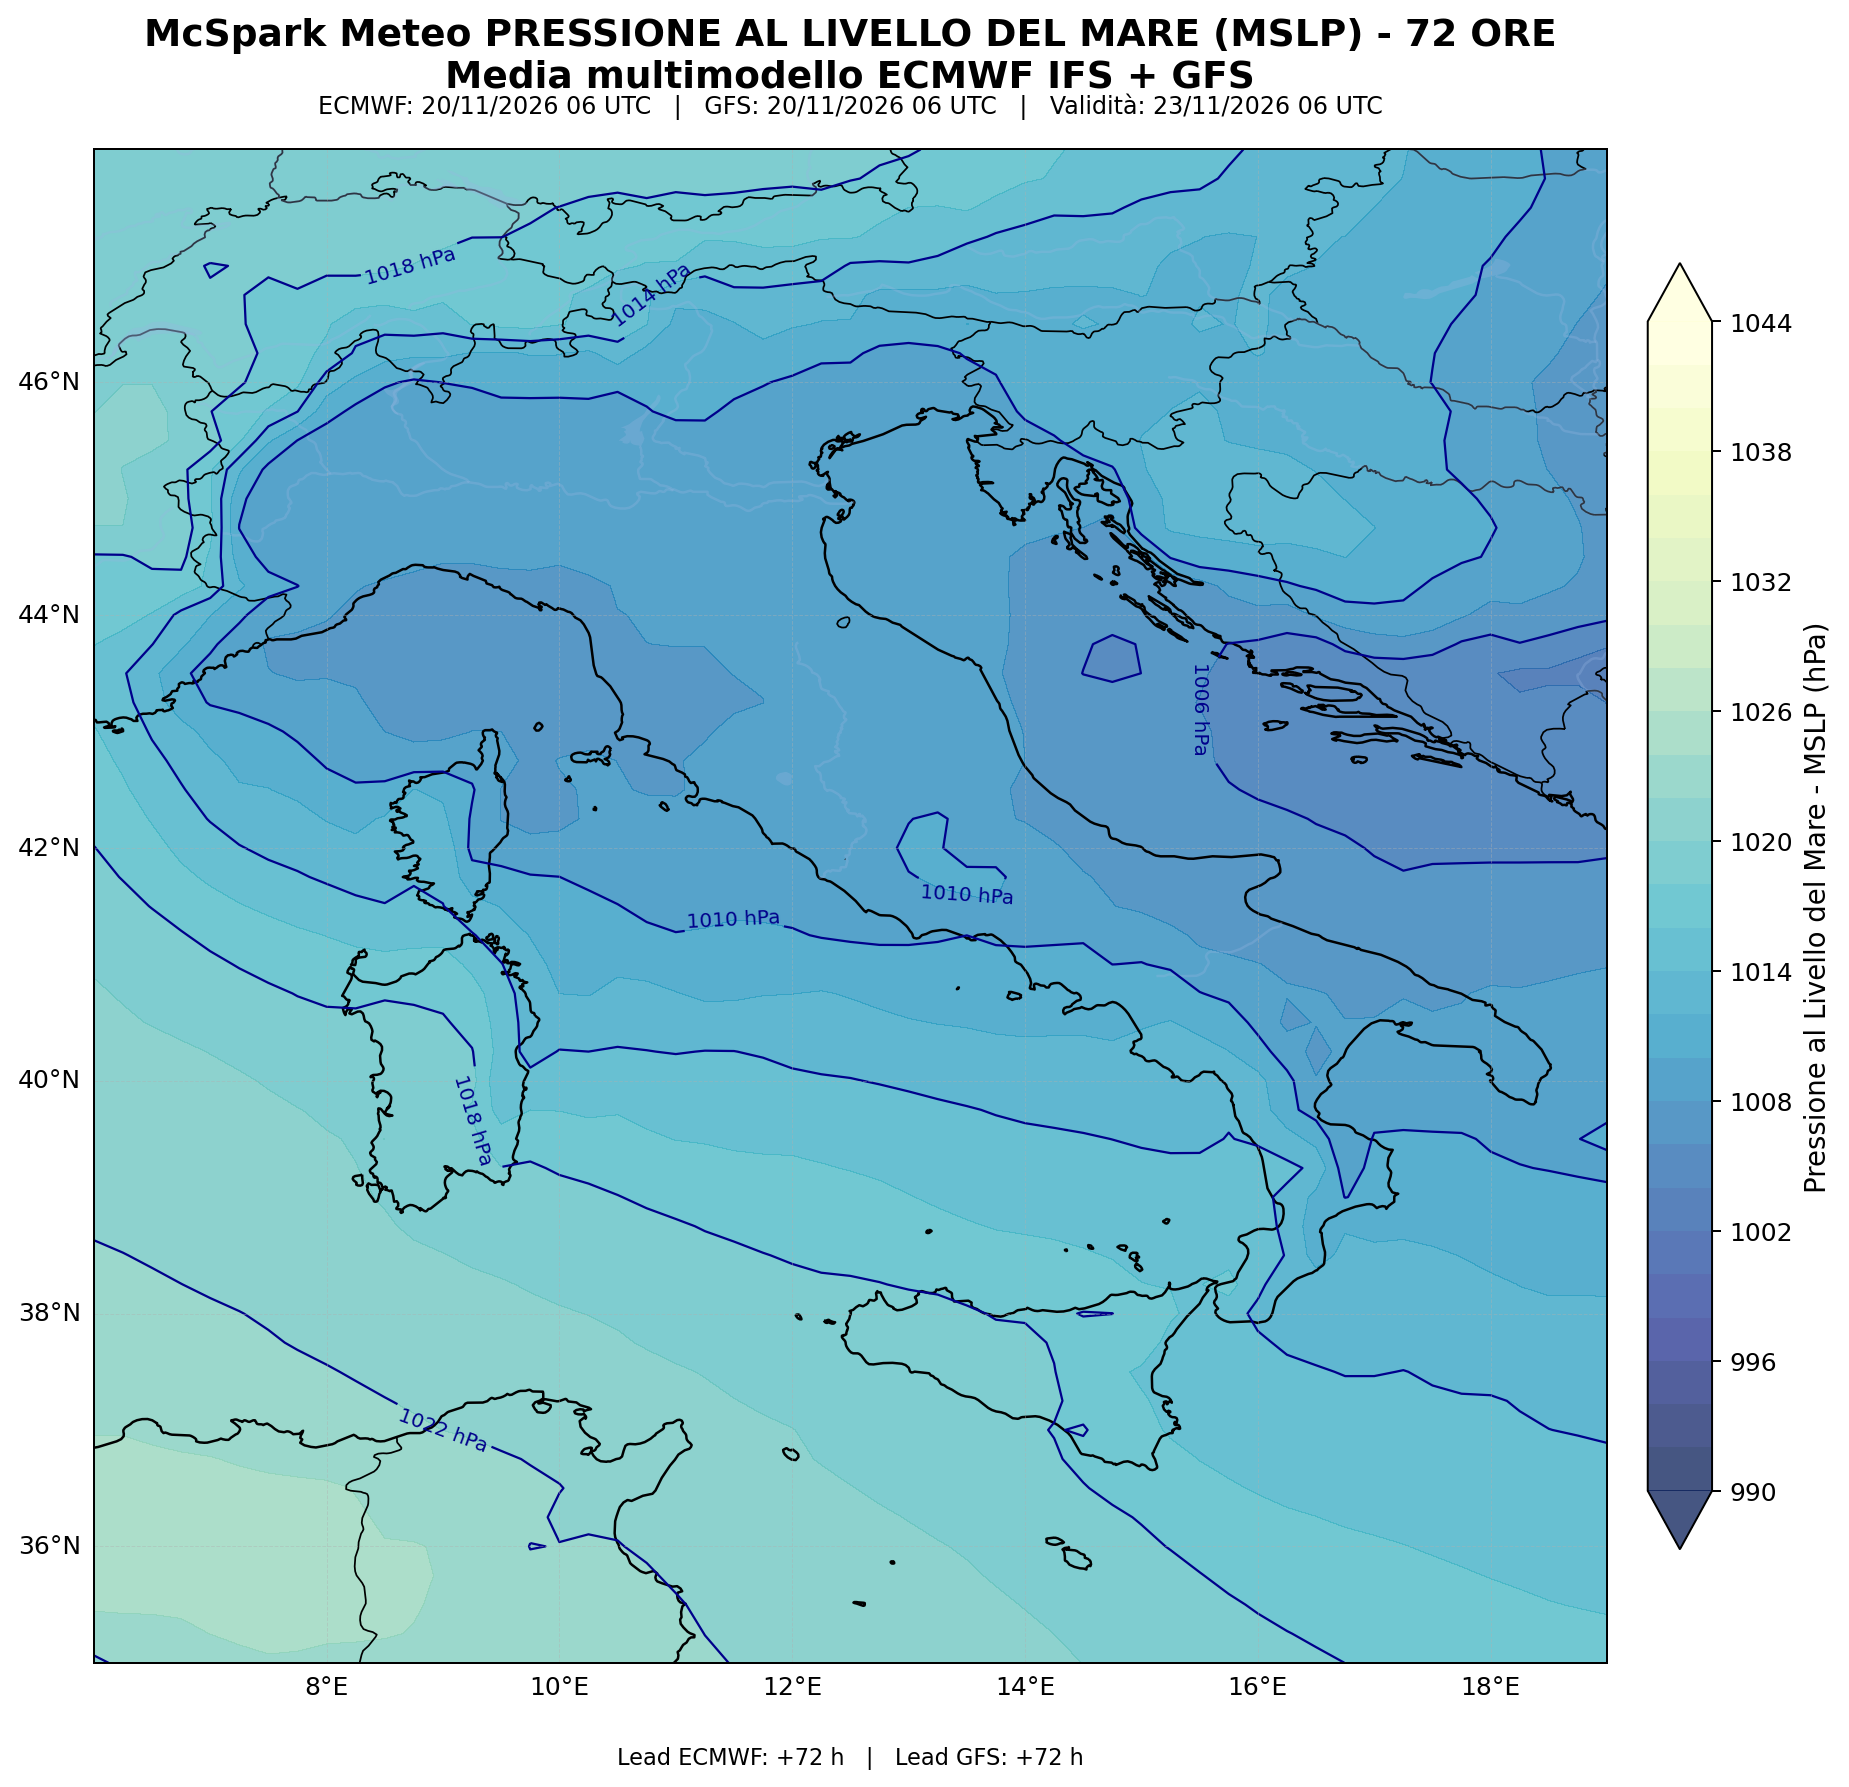 McSpark Meteo PRESSIONE AL LIVELLO DEL MARE (MSLP) - 72 ORE
Media multimodello ECMWF IFS + GFS
ECMWF: 20/11/2026 06 UTC | GFS: 20/11/2026 06 UTC | Validità: 23/11/2026 06 UTC
1018 hPa
1014 hPa
1006 hPa
1010 hPa
1010 hPa
1018 hPa
1022 hPa
46°N
44°N
42°N
40°N
38°N
36°N
8°E
10°E
12°E
14°E
16°E
18°E
1044
1038
1032
1026
1020
1014
1008
1002
996
990
Pressione al Livello del Mare - MSLP (hPa)
Lead ECMWF: +72 h | Lead GFS: +72 h